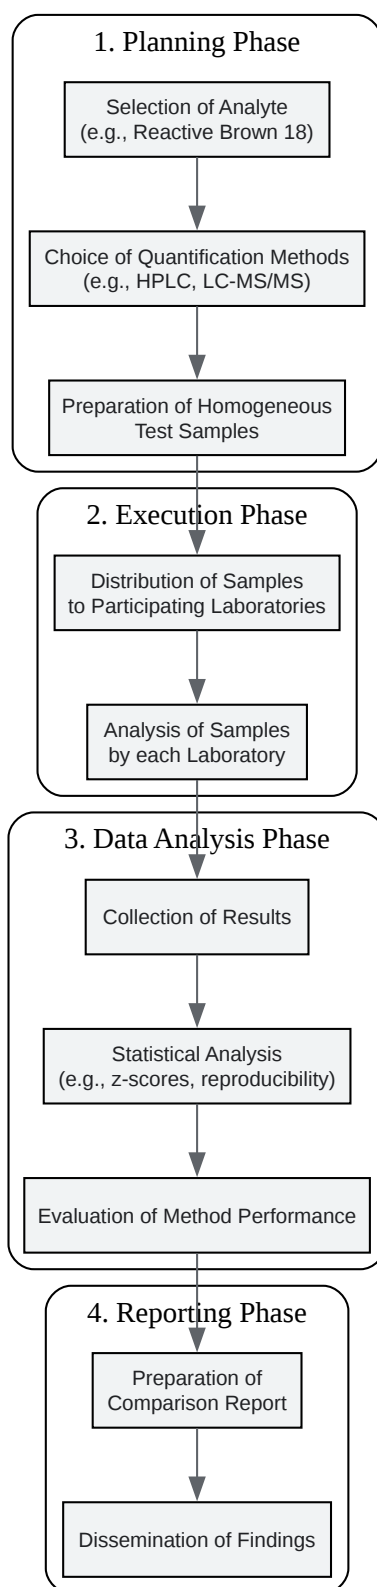 1. Planning Phase
Selection of Analyte
(e.g., Reactive Brown 18)
Choice of Quantification Methods
(e.g., HPLC, LC-MS/MS)
Preparation of Homogeneous
Test Samples
2. Execution Phase
Distribution of Samples
to Participating Laboratories
Analysis of Samples
by each Laboratory
3. Data Analysis Phase
Collection of Results
Statistical Analysis
(e.g., z-scores, reproducibility)
Evaluation of Method Performance
4. Reporting Phase
Preparation of
Comparison Report
Dissemination of Findings